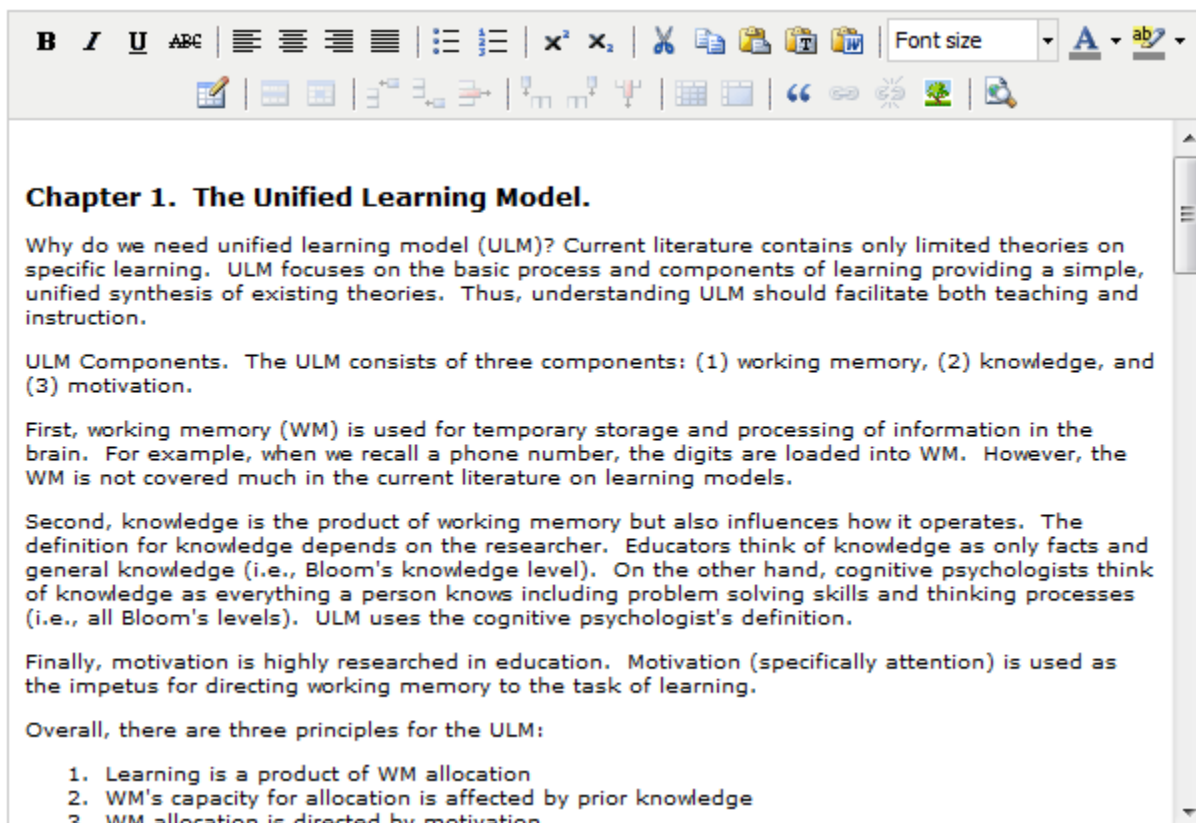 B I U ABC x² x₂ T W Font size A ab
Chapter 1.  The Unified Learning Model.
Why do we need unified learning model (ULM)? Current literature contains only limited theories on
specific learning.  ULM focuses on the basic process and components of learning providing a simple,
unified synthesis of existing theories.  Thus, understanding ULM should facilitate both teaching and
instruction.
ULM Components.  The ULM consists of three components: (1) working memory, (2) knowledge, and
(3) motivation.
First, working memory (WM) is used for temporary storage and processing of information in the
brain.  For example, when we recall a phone number, the digits are loaded into WM.  However, the
WM is not covered much in the current literature on learning models.
Second, knowledge is the product of working memory but also influences how it operates.  The
definition for knowledge depends on the researcher.  Educators think of knowledge as only facts and
general knowledge (i.e., Bloom's knowledge level).  On the other hand, cognitive psychologists think
of knowledge as everything a person knows including problem solving skills and thinking processes
(i.e., all Bloom's levels).  ULM uses the cognitive psychologist's definition.
Finally, motivation is highly researched in education.  Motivation (specifically attention) is used as
the impetus for directing working memory to the task of learning.
Overall, there are three principles for the ULM:
1. Learning is a product of WM allocation
2. WM's capacity for allocation is affected by prior knowledge
3. WM allocation is directed by motivation